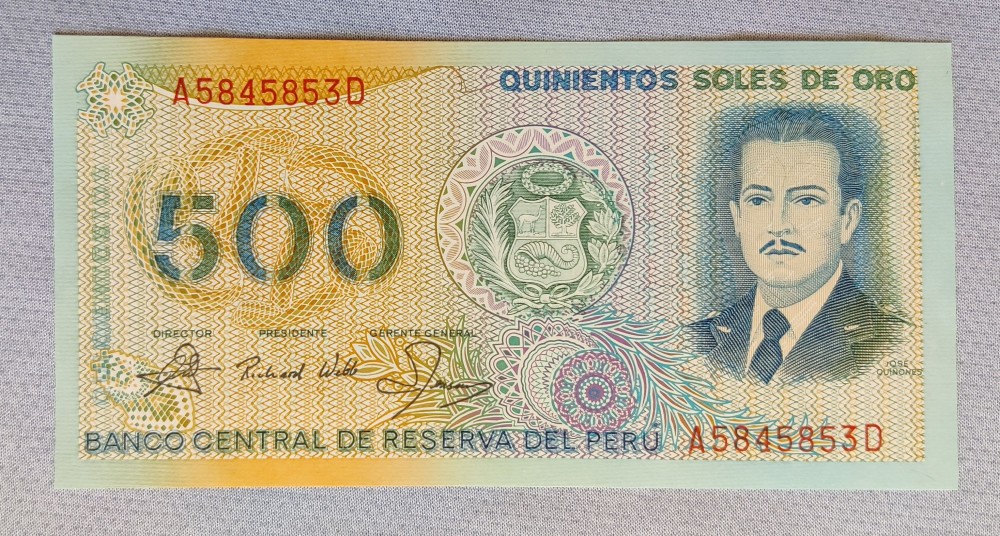 A5845853D
QUINIENTOS SOLES DE ORO
500
DIRECTOR PRESIDENTE GERENTE GENERAL
Richard Webb
JOSE
QUIÑONES
BANCO CENTRAL DE RESERVA DEL PERÚ A5845853D